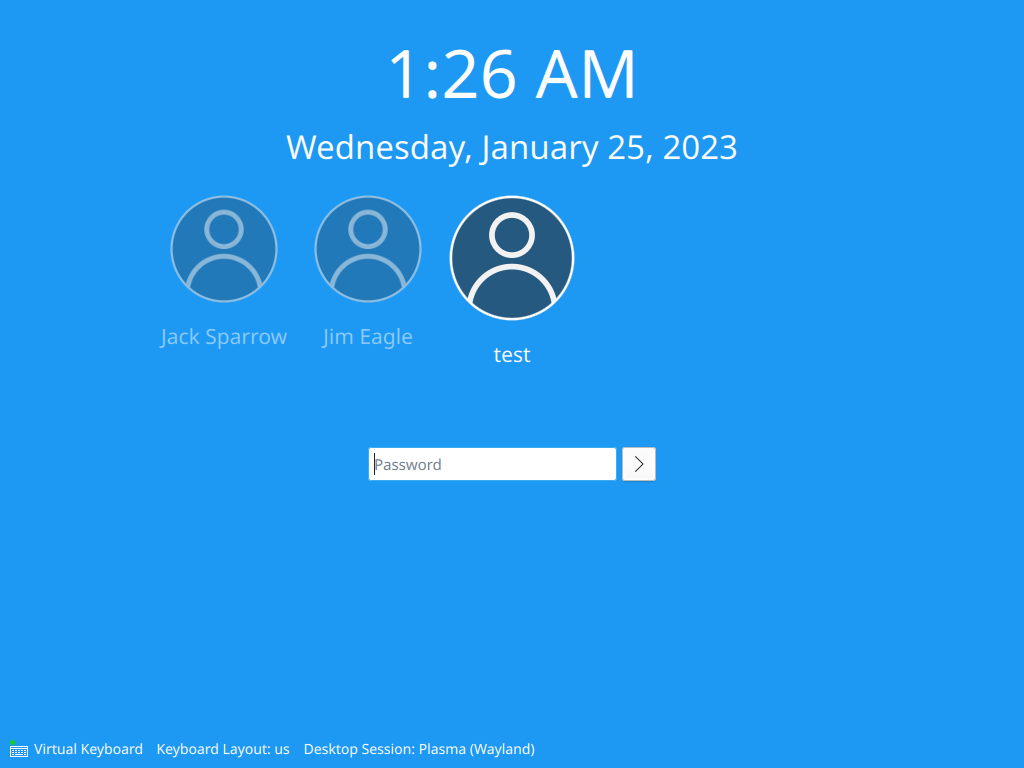 1:26 AM
Wednesday, January 25, 2023
Jack Sparrow
Jim Eagle
test
Password
Virtual Keyboard Keyboard Layout: us Desktop Session: Plasma (Wayland)